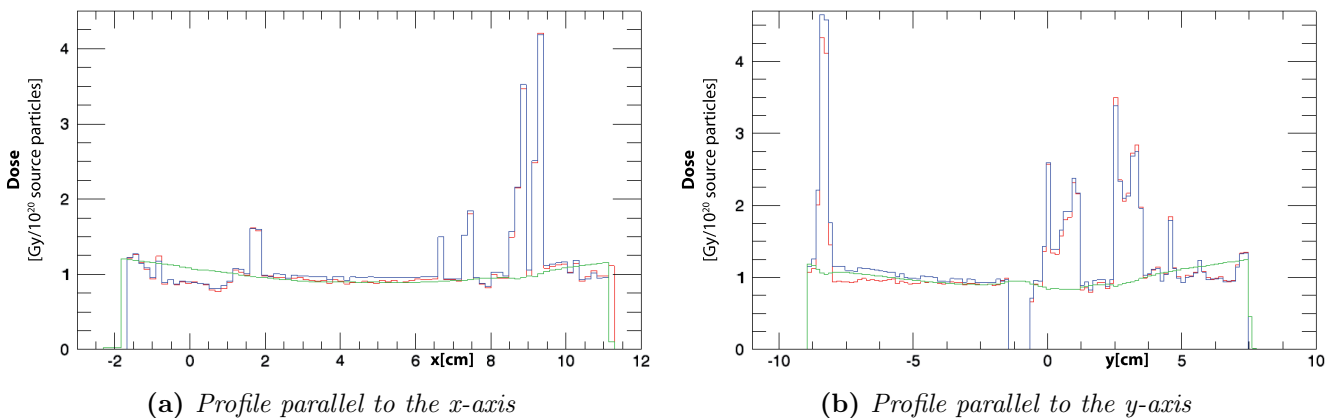 Dose
[Gy/10²⁰ source particles]
4
3
2
1
0
-2 0 2 4 6 x[cm] 8 10 12
(a) Profile parallel to the x-axis
Dose
[Gy/10²⁰ source particles]
4
3
2
1
0
-10 -5 0 y[cm] 5 10
(b) Profile parallel to the y-axis